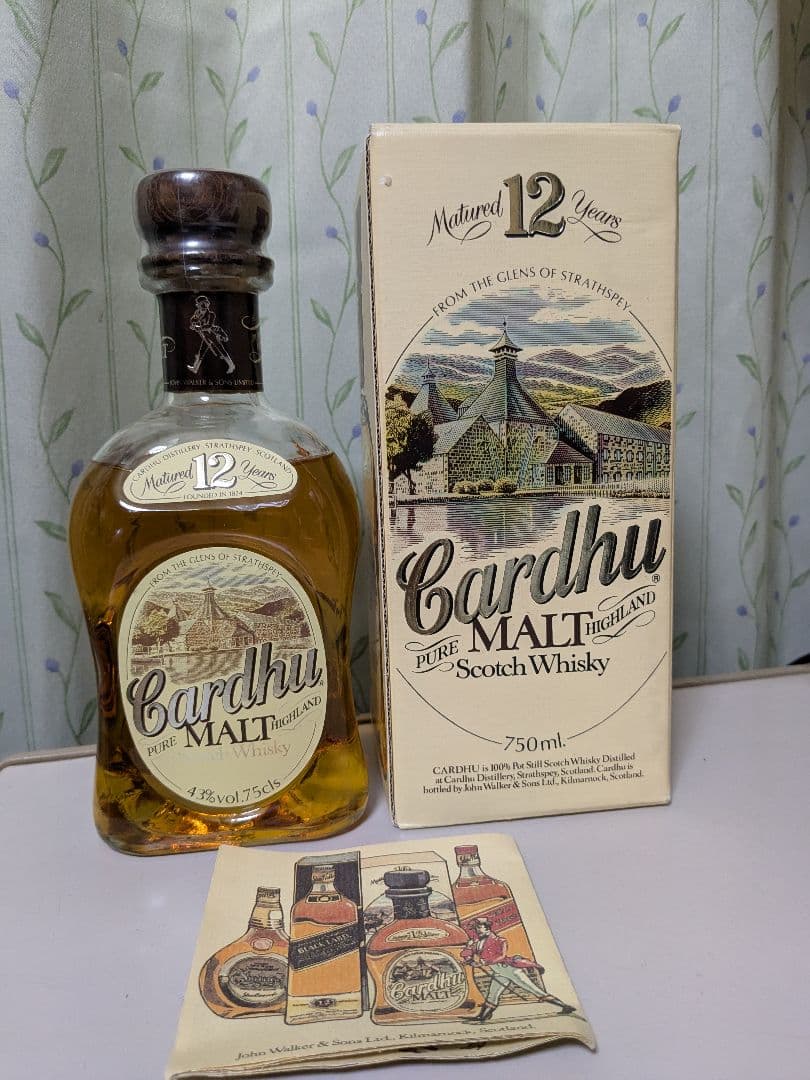 JOHN WALKER & SONS LIMITED
CARDHU DISTILLERY · STRATHSPEY · SCOTLAND
Matured 12 Years
FOUNDED IN 1824
FROM THE GLENS OF STRATHSPEY
Cardhu
PURE MALT HIGHLAND
Scotch Whisky
43%vol.75cls
Matured 12 Years
FROM THE GLENS OF STRATHSPEY
Cardhu®
PURE MALT HIGHLAND
Scotch Whisky
750ml.
CARDHU is 100% Pot Still Scotch Whisky Distilled
at Cardhu Distillery, Strathspey, Scotland. Cardhu is
bottled by John Walker & Sons Ltd., Kilmarnock, Scotland.
BLACK LABEL
12
12
Cardhu
MALT
John Walker & Sons Ltd., Kilmarnock, Scotland.